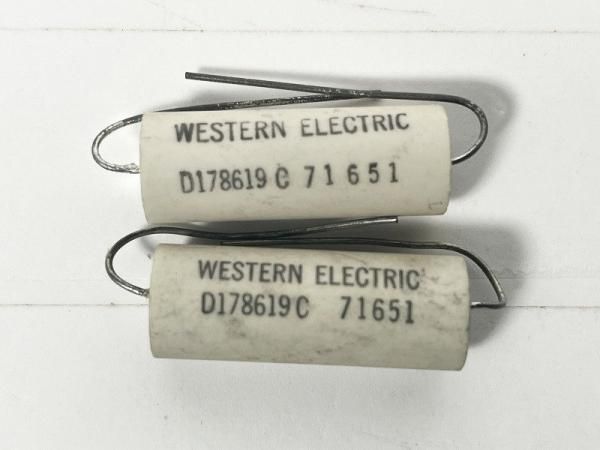 WESTERN ELECTRIC
D178619 C 71651
WESTERN ELECTRIC
D178619C 71651